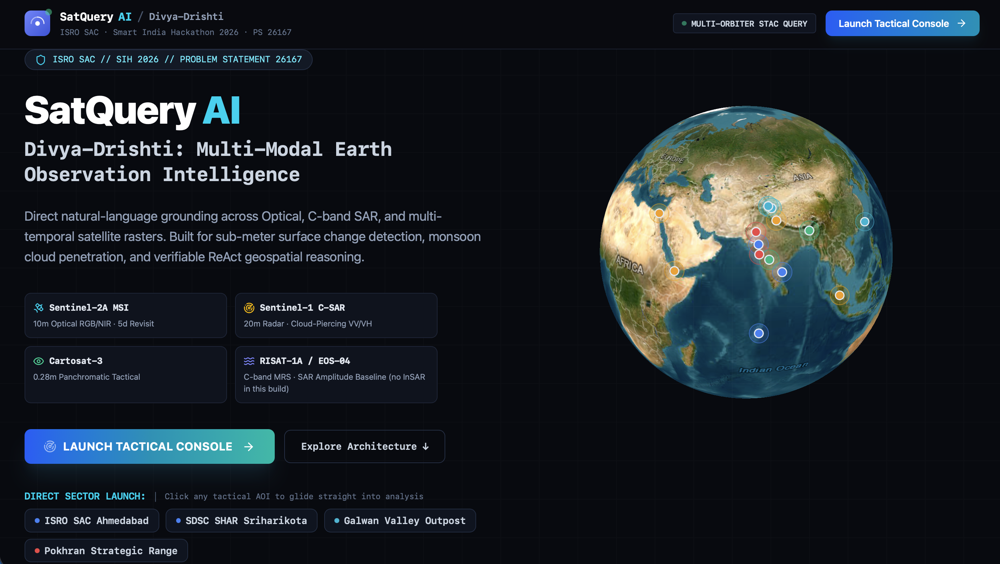 SatQuery AI / Divya-Drishti
ISRO SAC · Smart India Hackathon 2026 · PS 26167
MULTI-ORBITER STAC QUERY
Launch Tactical Console →
ISRO SAC // SIH 2026 // PROBLEM STATEMENT 26167
SatQuery AI
Divya-Drishti: Multi-Modal Earth
Observation Intelligence
Direct natural-language grounding across Optical, C-band SAR, and multi-
temporal satellite rasters. Built for sub-meter surface change detection, monsoon
cloud penetration, and verifiable ReAct geospatial reasoning.
Sentinel-2A MSI
10m Optical RGB/NIR · 5d Revisit
Sentinel-1 C-SAR
20m Radar · Cloud-Piercing VV/VH
Cartosat-3
0.28m Panchromatic Tactical
RISAT-1A / EOS-04
C-band MRS · SAR Amplitude Baseline (no InSAR
in this build)
LAUNCH TACTICAL CONSOLE →
Explore Architecture ↓
DIRECT SECTOR LAUNCH: | Click any tactical AOI to glide straight into analysis
ISRO SAC Ahmedabad
SDSC SHAR Sriharikota
Galwan Valley Outpost
Pokhran Strategic Range
EUROPE
ASIA
AFRICA
Indian Ocean